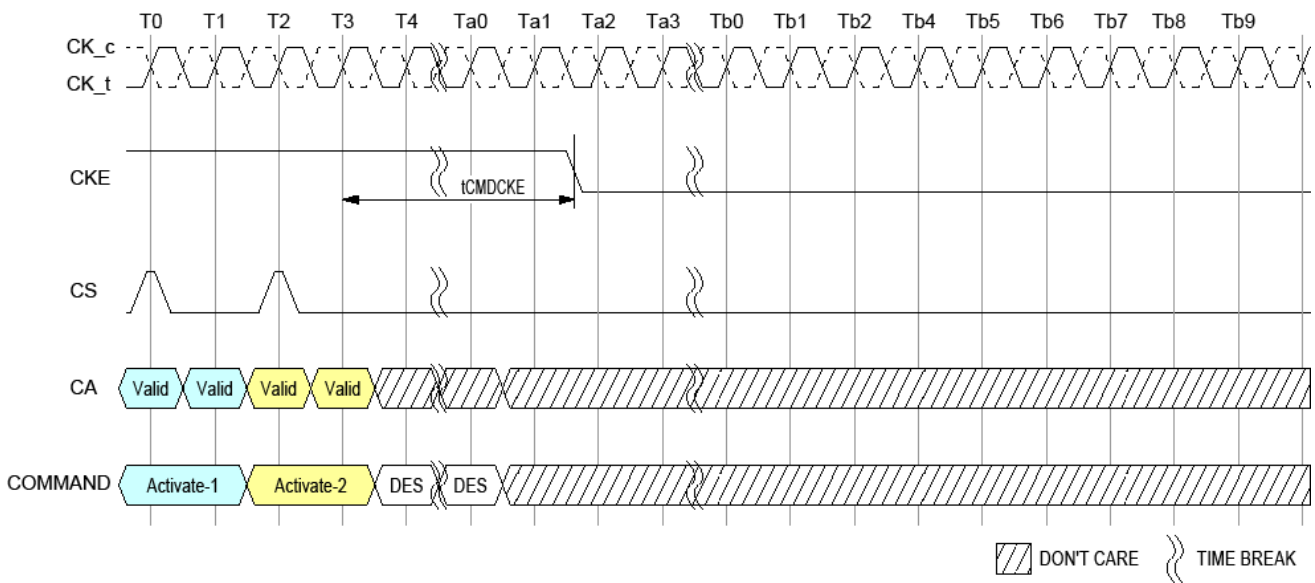 T0 T1 T2 T3 T4 Ta0 Ta1 Ta2 Ta3 Tb0 Tb1 Tb2 Tb4 Tb5 Tb6 Tb7 Tb8 Tb9
CK_c
CK_t
CKE
tCMDCKE
CS
CA Valid Valid Valid Valid
COMMAND Activate-1 Activate-2 DES DES
DON'T CARE TIME BREAK